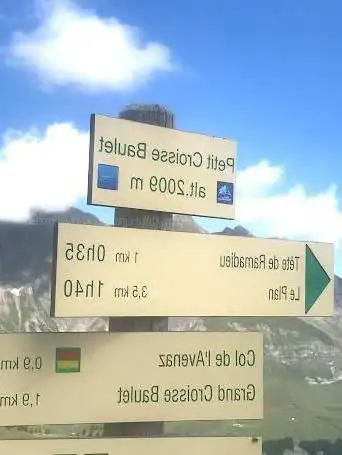 Petit Croisse Baulet
alt.2009 m
Tête de Ramadieu 1 km 0h35
Le Plan 3,5 km 1h40
Col de l'Avenaz 0,9 km
Grand Croisse Baulet 1,9 km